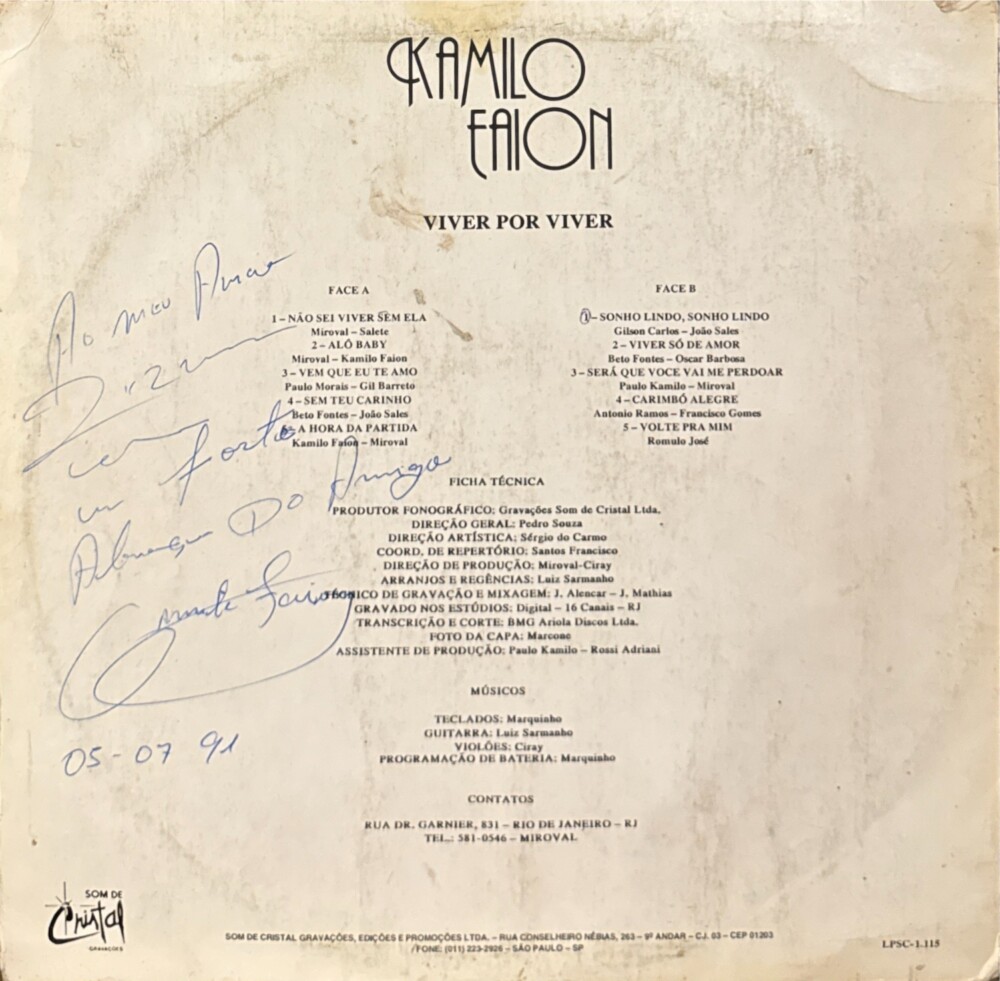 KAMILO
FAION
VIVER POR VIVER
FACE A
1 – NÃO SEI VIVER SEM ELA
Miroval – Salete
2 – ALÔ BABY
Miroval – Kamilo Faion
3 – VEM QUE EU TE AMO
Paulo Morais – Gil Barreto
4 – SEM TEU CARINHO
Beto Fontes – João Sales
A HORA DA PARTIDA
Kamilo Faion – Miroval
FACE B
1 – SONHO LINDO, SONHO LINDO
Gilson Carlos – João Sales
2 – VIVER SÓ DE AMOR
Beto Fontes – Oscar Barbosa
3 – SERÁ QUE VOCE VAI ME PERDOAR
Paulo Kamilo – Miroval
4 – CARIMBÓ ALEGRE
Antonio Ramos – Francisco Gomes
5 – VOLTE PRA MIM
Romulo José
Ao meu
um forte
Do Amigo
Faion
05-07 91
FICHA TÉCNICA
PRODUTOR FONOGRÁFICO: Gravações Som de Cristal Ltda.
DIREÇÃO GERAL: Pedro Souza
DIREÇÃO ARTÍSTICA: Sérgio do Carmo
COORD. DE REPERTÓRIO: Santos Francisco
DIREÇÃO DE PRODUÇÃO: Miroval-Ciray
ARRANJOS E REGÊNCIAS: Luiz Sarmanho
TÉCNICO DE GRAVAÇÃO E MIXAGEM: J. Alencar – J. Mathias
GRAVADO NOS ESTÚDIOS: Digital – 16 Canais – RJ
TRANSCRIÇÃO E CORTE: BMG Ariola Discos Ltda.
FOTO DA CAPA: Marcone
ASSISTENTE DE PRODUÇÃO: Paulo Kamilo – Rossi Adriani
MÚSICOS
TECLADOS: Marquinho
GUITARRA: Luiz Sarmanho
VIOLÕES: Ciray
PROGRAMAÇÃO DE BATERIA: Marquinho
CONTATOS
RUA DR. GARNIER, 831 – RIO DE JANEIRO – RJ
TEL.: 581-0546 – MIROVAL
SOM DE
Cristal
GRAVAÇÕES
SOM DE CRISTAL GRAVAÇÕES, EDIÇÕES E PROMOÇÕES LTDA. – RUA CONSELHEIRO NÉBIAS, 263 – 9º ANDAR – CJ. 03 – CEP 01203
FONE: (011) 223-2926 – SÃO PAULO – SP
LPSC-1.115